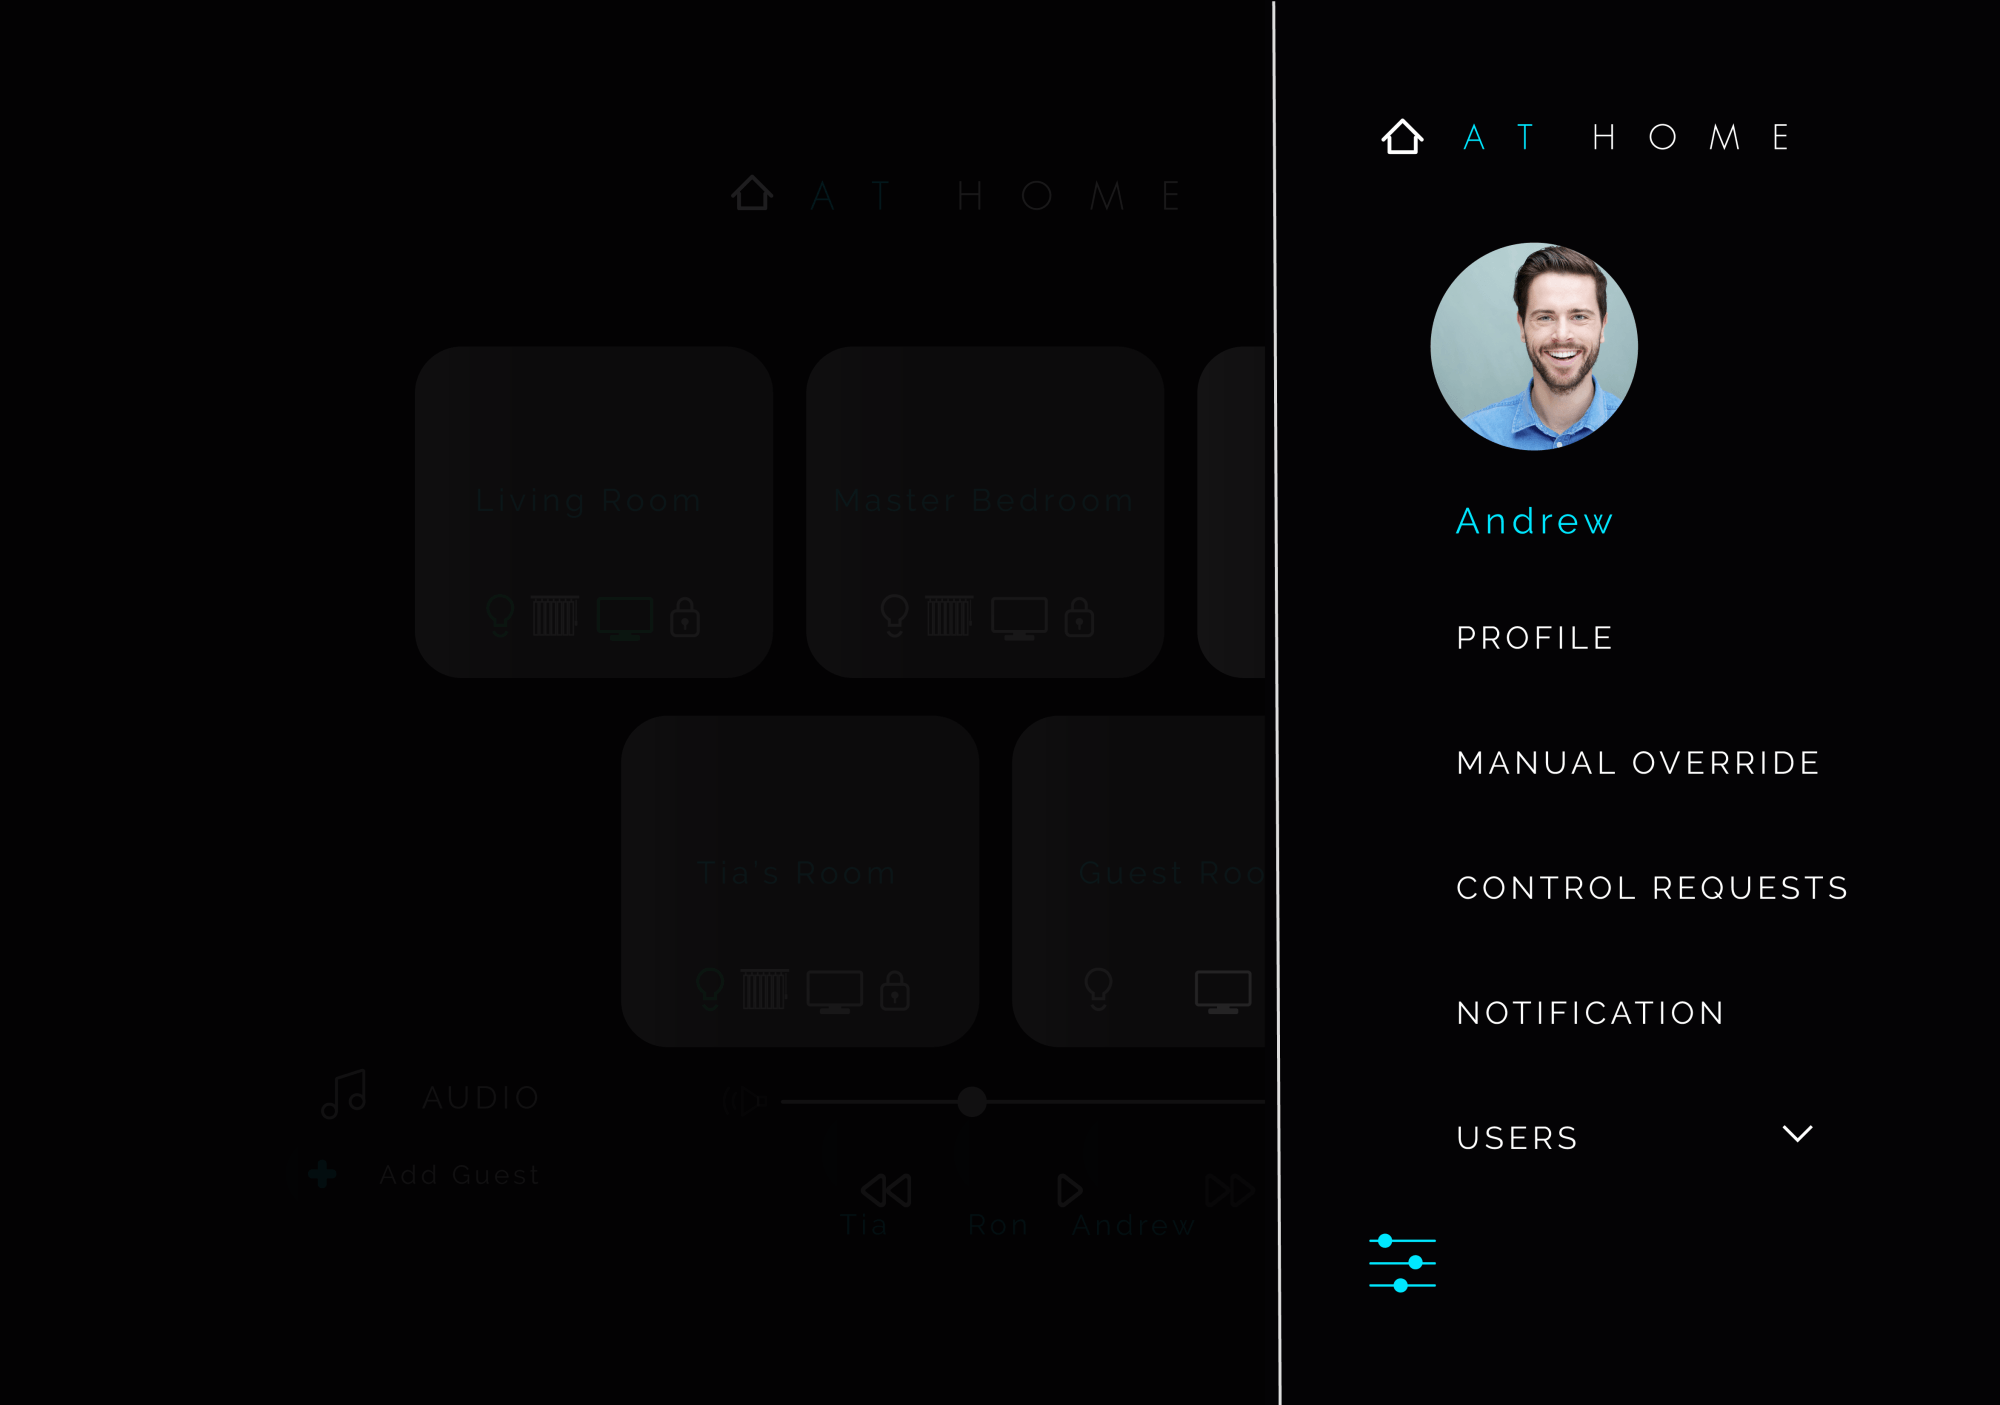 AT HOME
Living Room
Master Bedroom
Tia's Room
Guest Roo
AUDIO
Add Guest
Tia
Ron
Andrew
AT HOME
Andrew
PROFILE
MANUAL OVERRIDE
CONTROL REQUESTS
NOTIFICATION
USERS